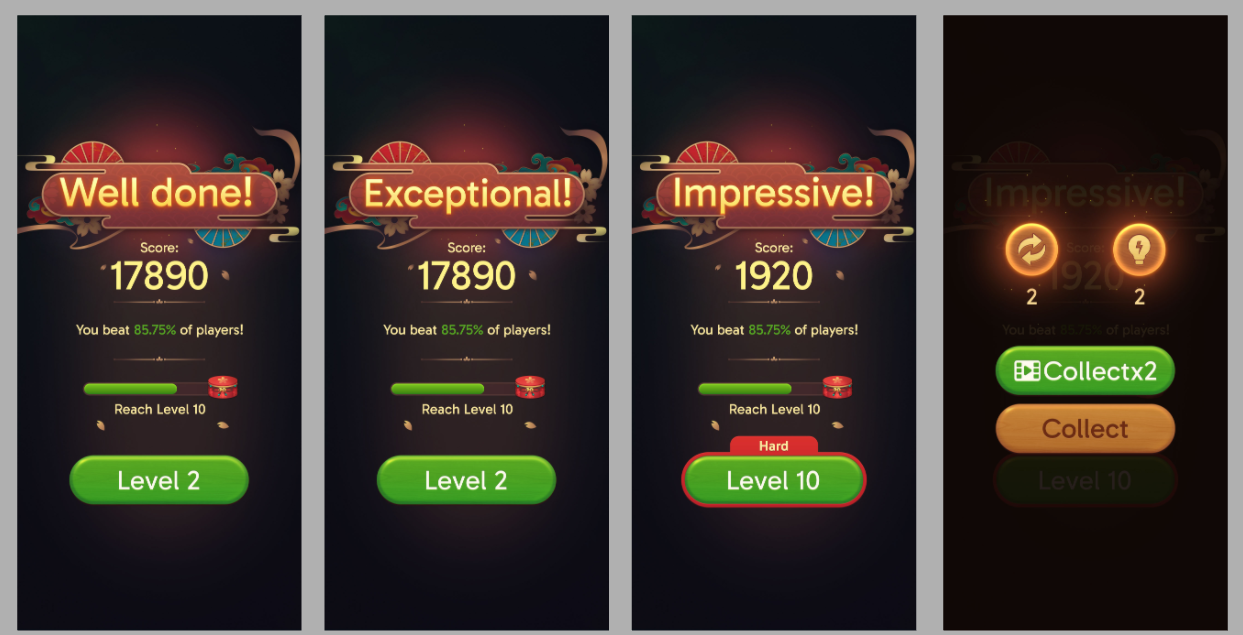 Well done!
Score:
17890
You beat 85.75% of players!
Reach Level 10
Level 2
Exceptional!
Score:
17890
You beat 85.75% of players!
Reach Level 10
Level 2
Impressive!
Score:
1920
You beat 85.75% of players!
Reach Level 10
Hard
Level 10
Impressive!
Score:
1920
2
2
You beat 85.75% of players!
Collectx2
Collect
Level 10